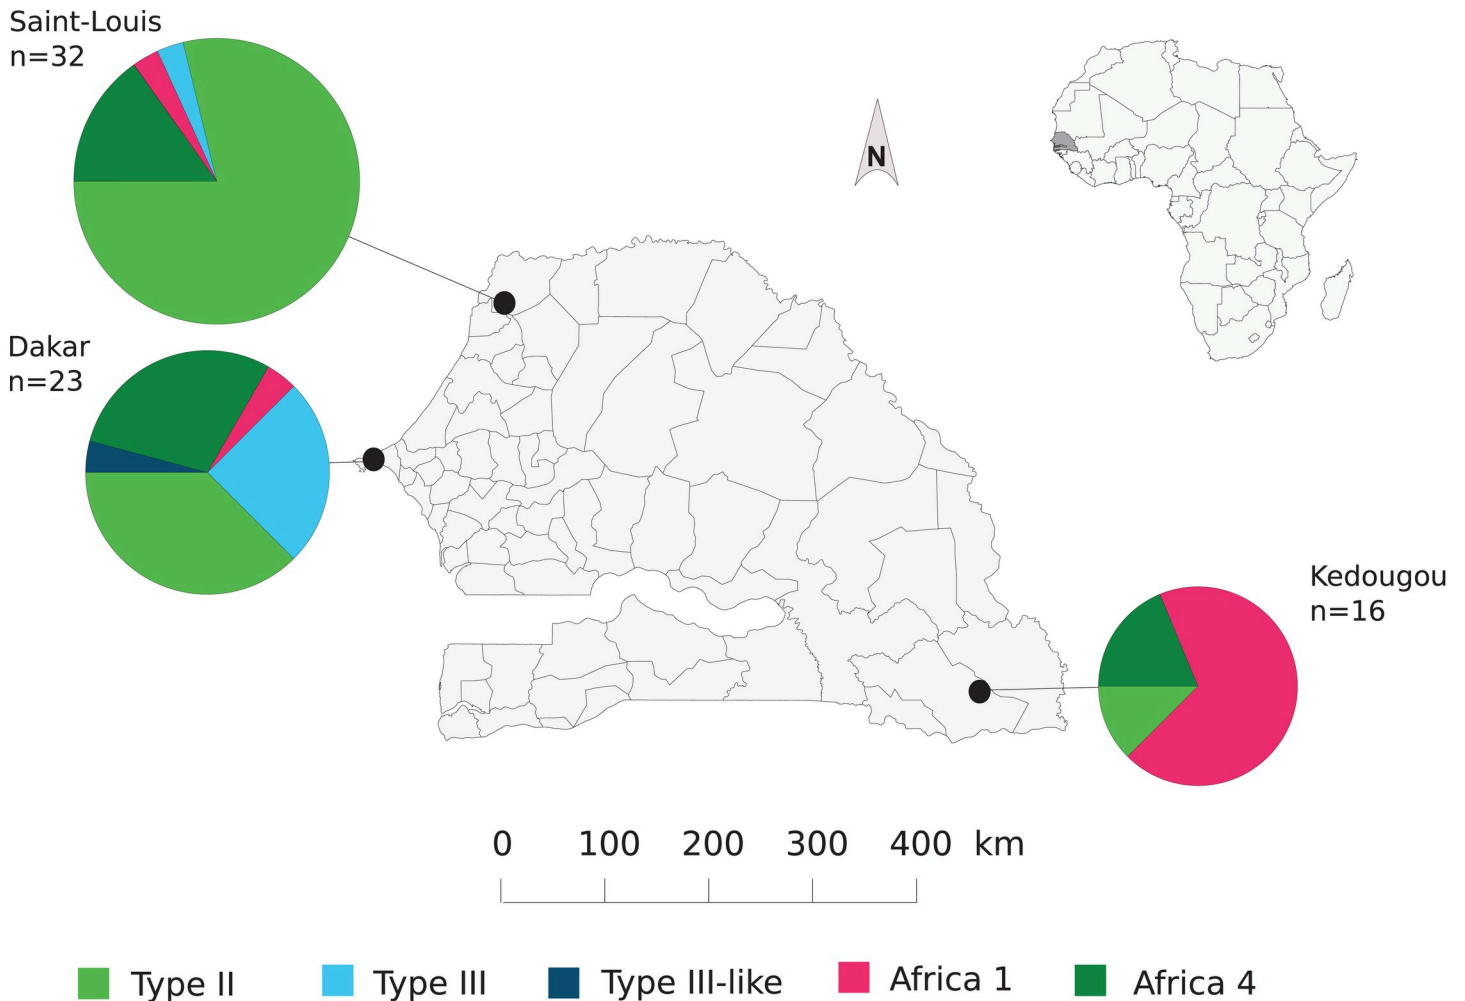 Saint-Louis
n=32
N
Dakar
n=23
Kedougou
n=16
0 100 200 300 400 km
Type II Type III Type III-like Africa 1 Africa 4